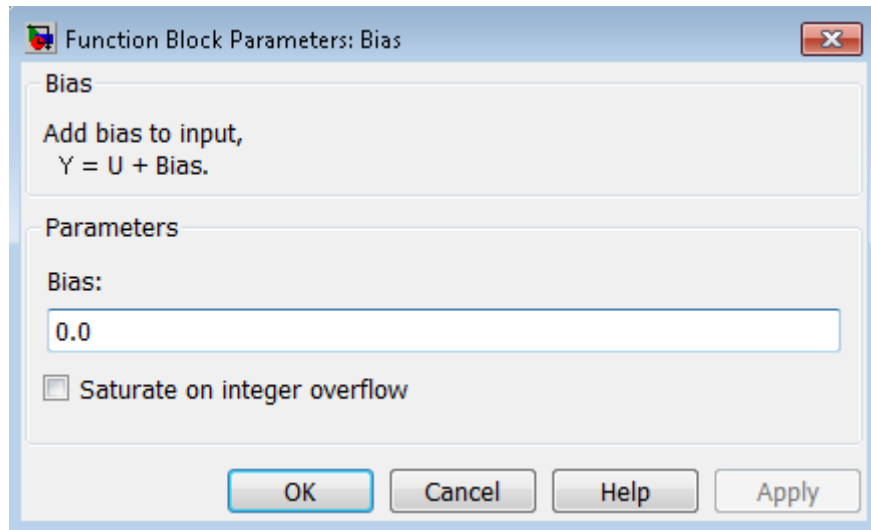 Function Block Parameters: Bias
Bias
Add bias to input,
Y = U + Bias.
Parameters
Bias:
0.0
Saturate on integer overflow
OK Cancel Help Apply